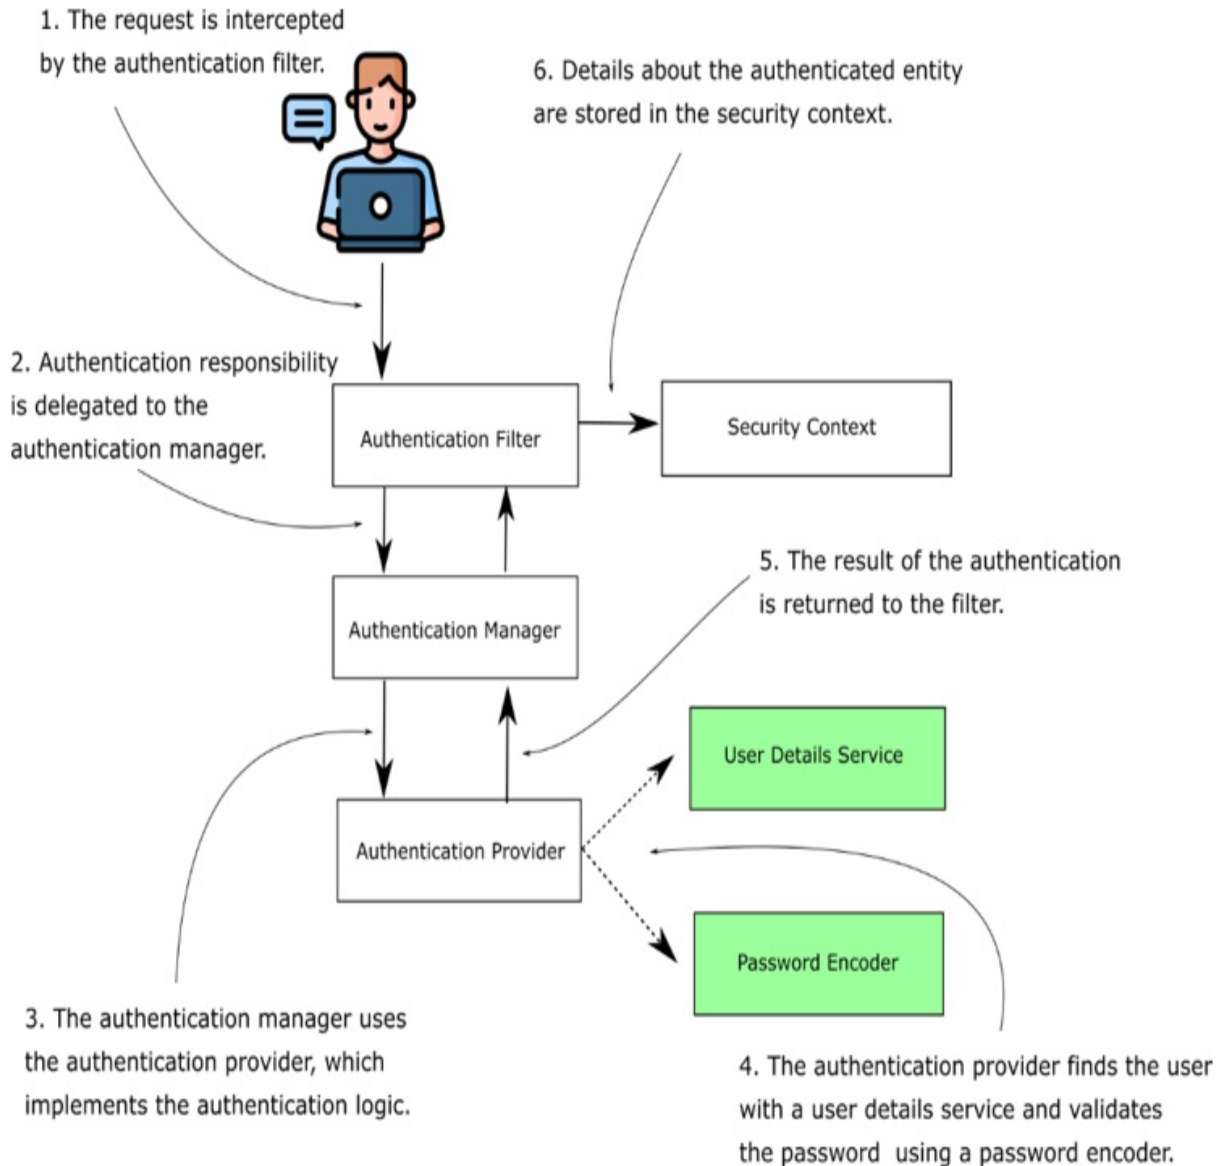 1. The request is intercepted
by the authentication filter.
6. Details about the authenticated entity
are stored in the security context.
2. Authentication responsibility
is delegated to the
authentication manager.
Authentication Filter
Security Context
5. The result of the authentication
is returned to the filter.
Authentication Manager
User Details Service
Authentication Provider
Password Encoder
3. The authentication manager uses
the authentication provider, which
implements the authentication logic.
4. The authentication provider finds the user
with a user details service and validates
the password using a password encoder.